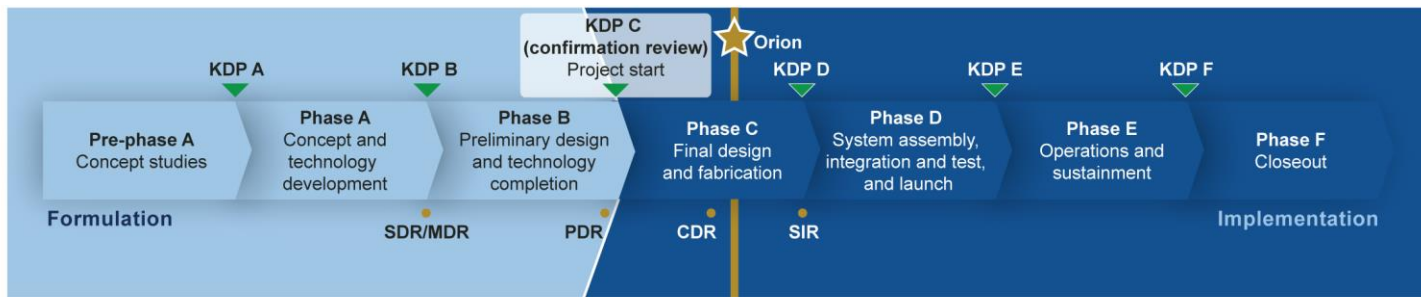 KDP C
(confirmation review)
Project start
Orion
KDP A
KDP B
KDP D
KDP E
KDP F
Pre-phase A
Concept studies
Phase A
Concept and
technology
development
Phase B
Preliminary design
and technology
completion
Phase C
Final design
and fabrication
Phase D
System assembly,
integration and test,
and launch
Phase E
Operations and
sustainment
Phase F
Closeout
Formulation
SDR/MDR
PDR
CDR
SIR
Implementation